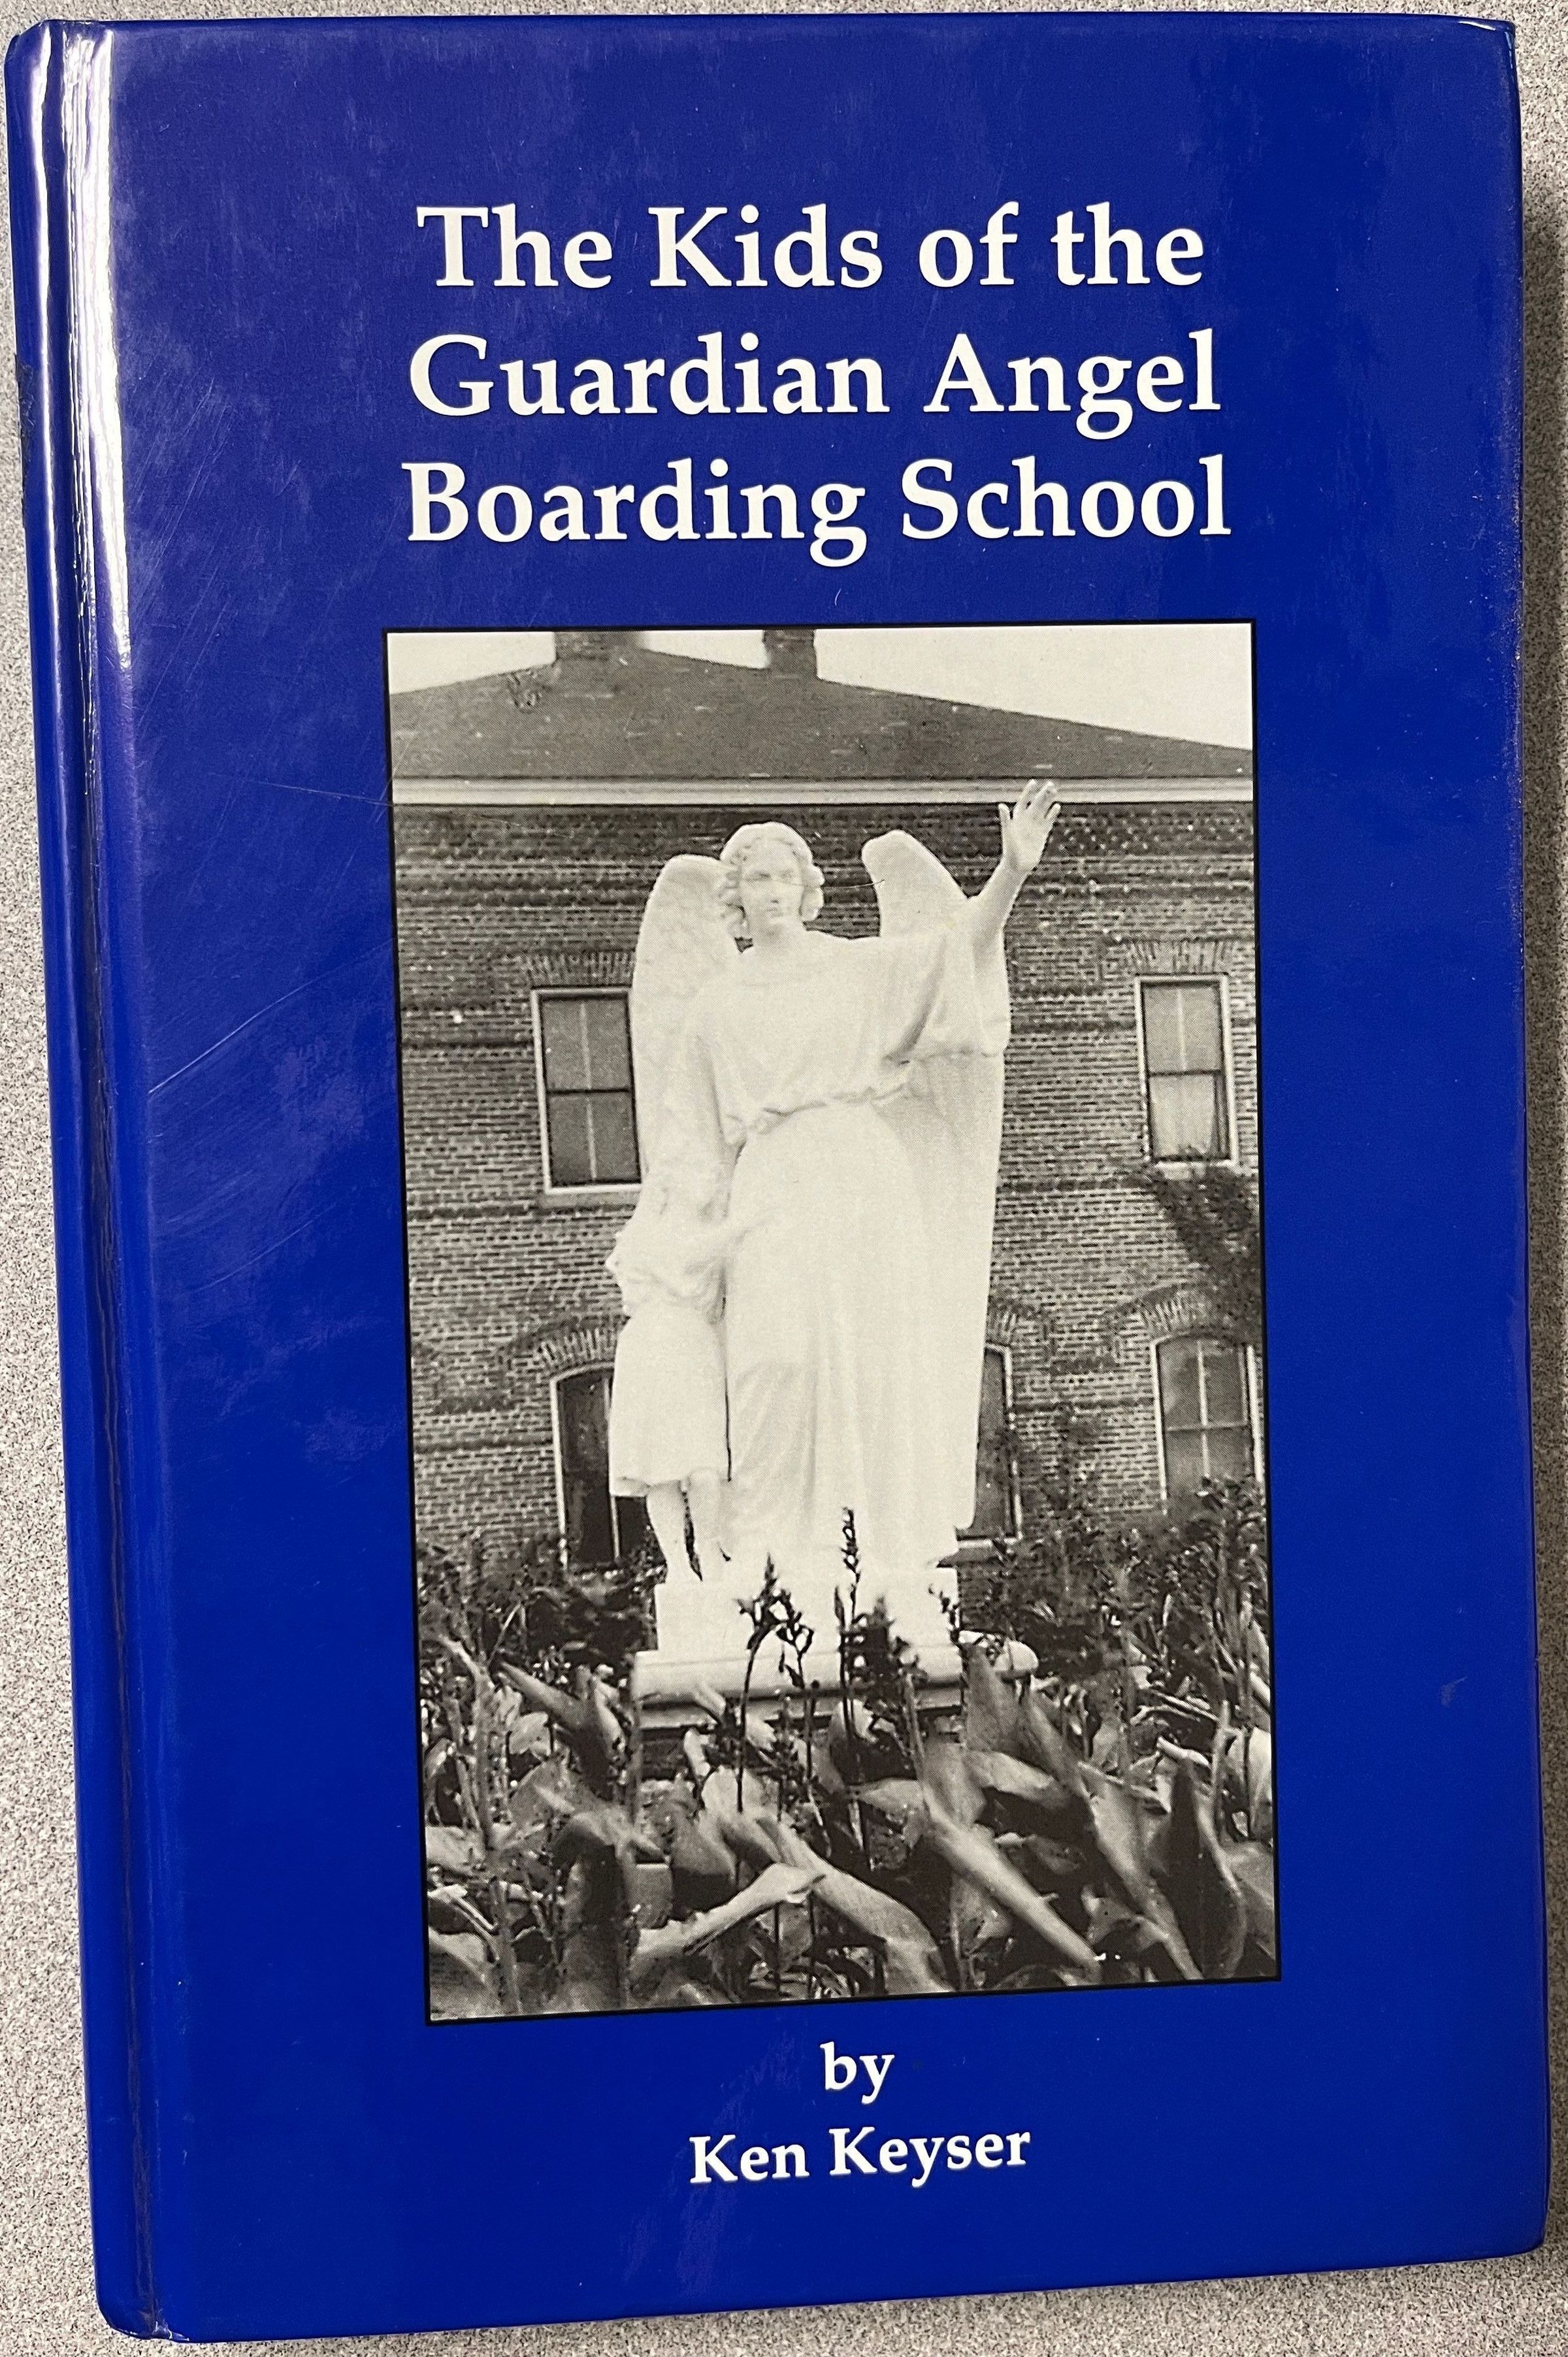 The Kids of the
Guardian Angel
Boarding School
by
Ken Keyser